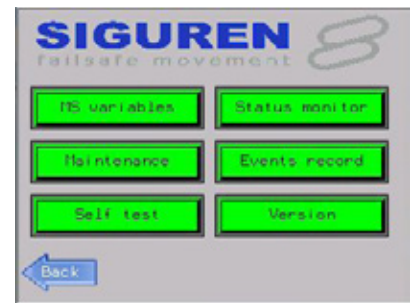 SIGUREN
failsafe movement
MS variables Status monitor
Maintenance Events record
Self test Version
Back